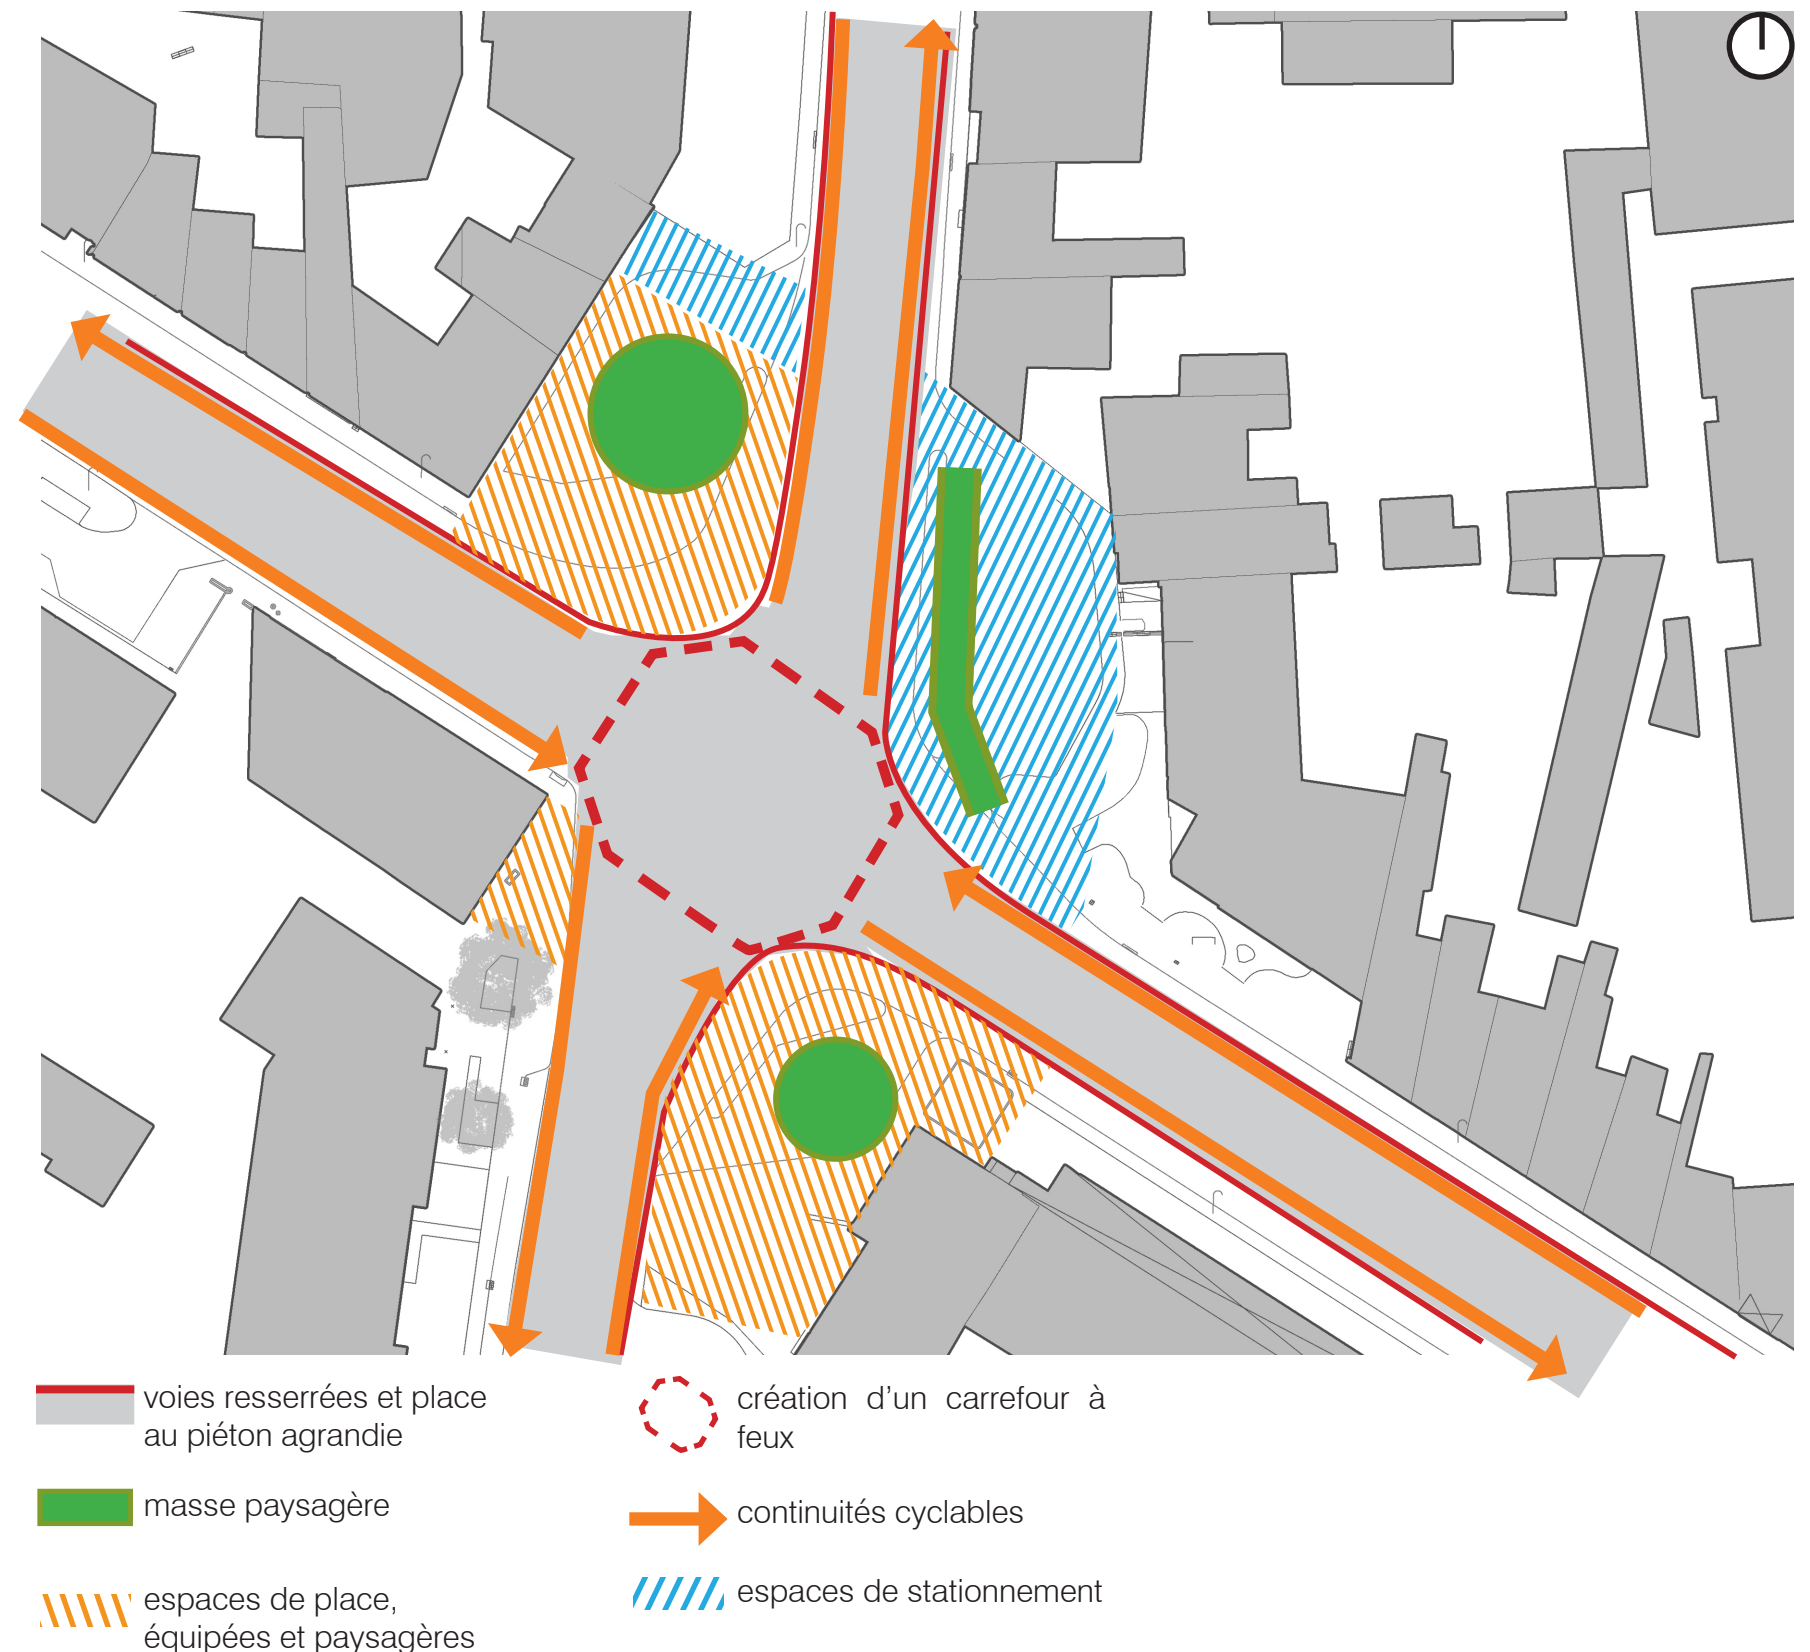 voies resserrées et place
au piéton agrandie
masse paysagère
espaces de place,
équipées et paysagères
création d'un carrefour à
feux
continuités cyclables
espaces de stationnement